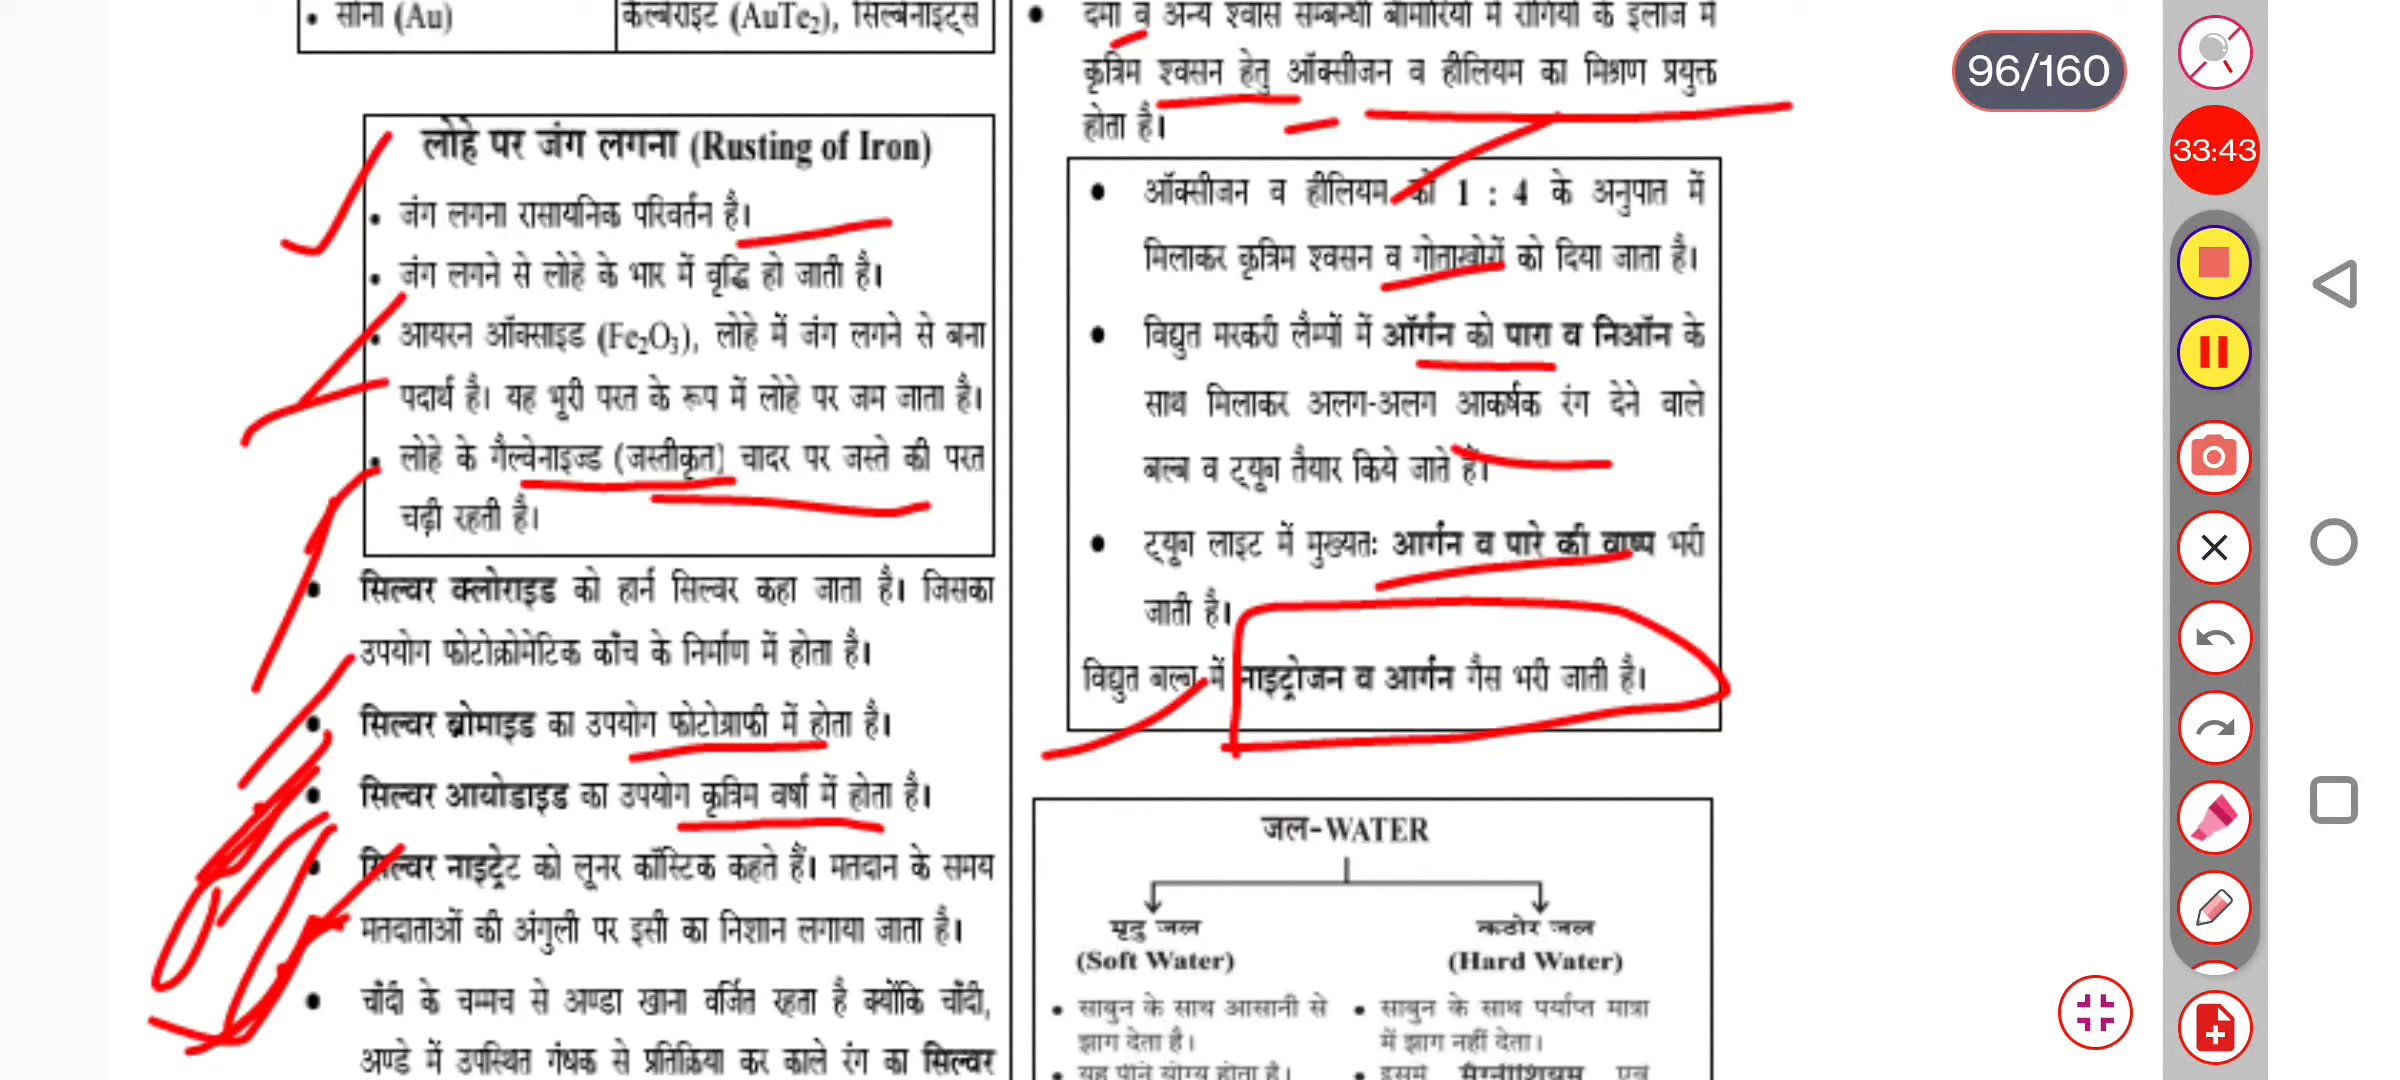 • सोना (Au)
कैल्बेराइट (AuTe₂), सिल्बेनाइट्स
लोहे पर जंग लगना (Rusting of Iron)
• जंग लगना रासायनिक परिवर्तन है।
• जंग लगने से लोहे के भार में वृद्धि हो जाती है।
• आयरन ऑक्साइड (Fe₂O₃), लोहे में जंग लगने से बना
पदार्थ है। यह भूरी परत के रूप में लोहे पर जम जाता है।
• लोहे के गैल्वेनाइज्ड (जस्तीकृत) चादर पर जस्ते की परत
चढ़ी रहती है।
• सिल्वर क्लोराइड को हार्न सिल्वर कहा जाता है। जिसका
उपयोग फोटोक्रोमेटिक काँच के निर्माण में होता है।
• सिल्वर ब्रोमाइड का उपयोग फोटोग्राफी में होता है।
• सिल्वर आयोडाइड का उपयोग कृत्रिम वर्षा में होता है।
• सिल्वर नाइट्रेट को लूनर कॉस्टिक कहते हैं। मतदान के समय
मतदाताओं की अंगुली पर इसी का निशान लगाया जाता है।
• चाँदी के चम्मच से अण्डा खाना वर्जित रहता है क्योंकि चाँदी,
अण्डे में उपस्थित गंधक से प्रतिक्रिया कर काले रंग का सिल्वर
• दमा व अन्य श्वास सम्बन्धी बीमारियों में रोगियों के इलाज में
कृत्रिम श्वसन हेतु ऑक्सीजन व हीलियम का मिश्रण प्रयुक्त
होता है।
• ऑक्सीजन व हीलियम को 1 : 4 के अनुपात में
मिलाकर कृत्रिम श्वसन व गोताखोरों को दिया जाता है।
• विद्युत मरकरी लैम्पों में ऑर्गन को पारा व निऑन के
साथ मिलाकर अलग-अलग आकर्षक रंग देने वाले
बल्ब व ट्यूब तैयार किये जाते हैं।
• ट्यूब लाइट में मुख्यतः आर्गन व पारे की वाष्प भरी
जाती है।
विद्युत बल्ब में नाइट्रोजन व आर्गन गैस भरी जाती है।
जल-WATER
मृदु जल
(Soft Water)
• साबुन के साथ आसानी से
झाग देता है।
• यह पीने योग्य होता है।
कठोर जल
(Hard Water)
• साबुन के साथ पर्याप्त मात्रा
में झाग नहीं देता।
• इसमें मैग्नीशियम एवं
96/160
33:43